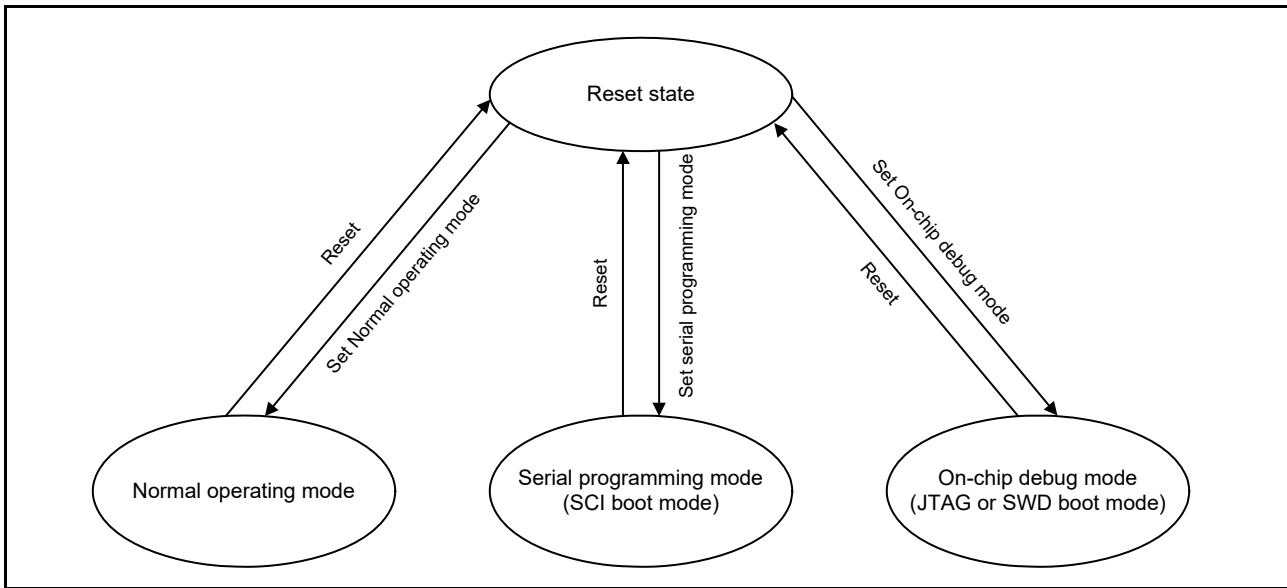 Reset state
Reset
Set Normal operating mode
Reset
Set serial programming mode
Set On-chip debug mode
Reset
Normal operating mode
Serial programming mode
(SCI boot mode)
On-chip debug mode
(JTAG or SWD boot mode)